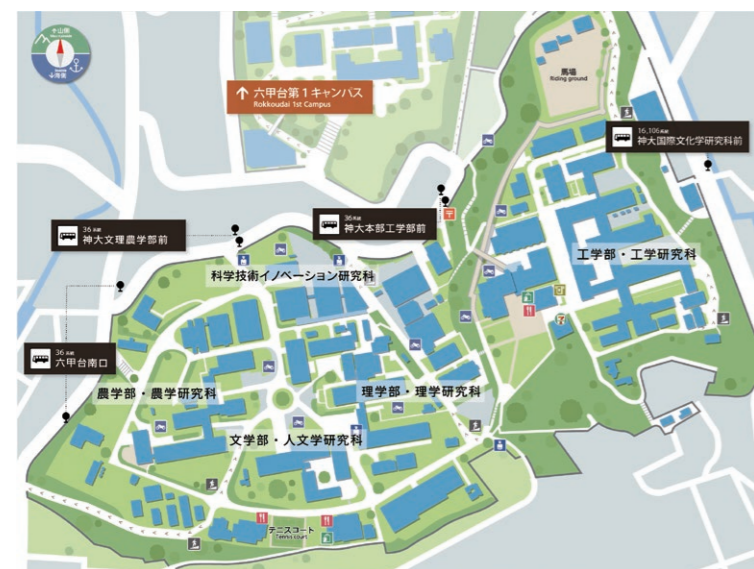 山側
海側
馬場
Riding ground
↑ 六甲台第1キャンパス
Rokkoudai 1st Campus
16,106系統
神大国際文化学研究科前
36系統
神大文理農学部前
36系統
神大本部工学部前
工学部・工学研究科
科学技術イノベーション研究科
36系統
六甲台南口
農学部・農学研究科
理学部・理学研究科
文学部・人文学研究科
テニスコート
Tennis court